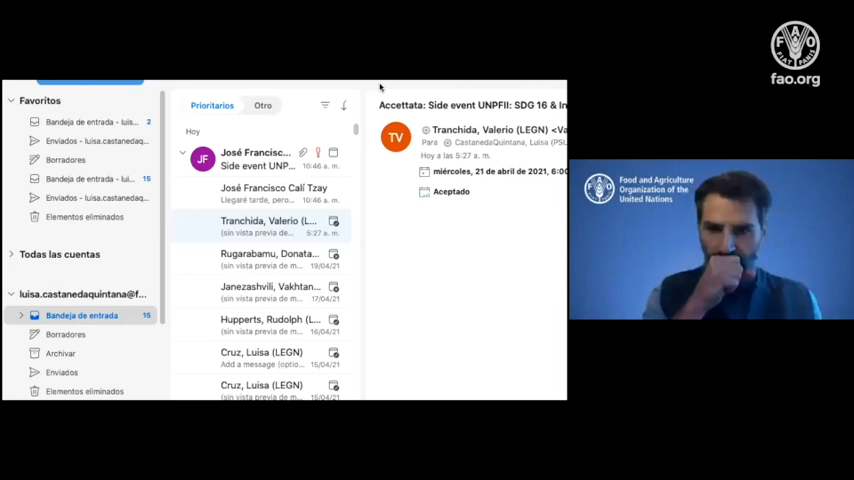 FAO
FIAT PANIS
fao.org
Favoritos
Bandeja de entrada - luis... 2
Enviados - luisa.castanedaq...
Borradores
Bandeja de entrada - lui... 15
Enviados - luisa.castanedaq...
Elementos eliminados
Todas las cuentas
luisa.castanedaquintana@f...
Bandeja de entrada 15
Borradores
Archivar
Enviados
Elementos eliminados
Prioritarios Otro
Hoy
JF
José Francisc...
Side event UNP... 10:46 a. m.
José Francisco Calí Tzay
Llegaré tarde, pero... 10:46 a. m.
Tranchida, Valerio (L...
(sin vista previa de... 5:27 a. m.
Rugarabamu, Donata...
(sin vista previa de m... 19/04/21
Janezashvili, Vakhtan...
(sin vista previa de m... 17/04/21
Hupperts, Rudolph (L...
(sin vista previa de m... 16/04/21
Cruz, Luisa (LEGN)
Add a message (optio... 15/04/21
Cruz, Luisa (LEGN)
(sin vista previa de m... 15/04/21
Accettata: Side event UNPFII: SDG 16 & In
TV
Tranchida, Valerio (LEGN) <Va
Para CastanedaQuintana, Luisa (PSU
Hoy a las 5:27 a. m.
miércoles, 21 de abril de 2021, 6:00
Aceptado
FAO
Food and Agriculture
Organization of the
United Nations